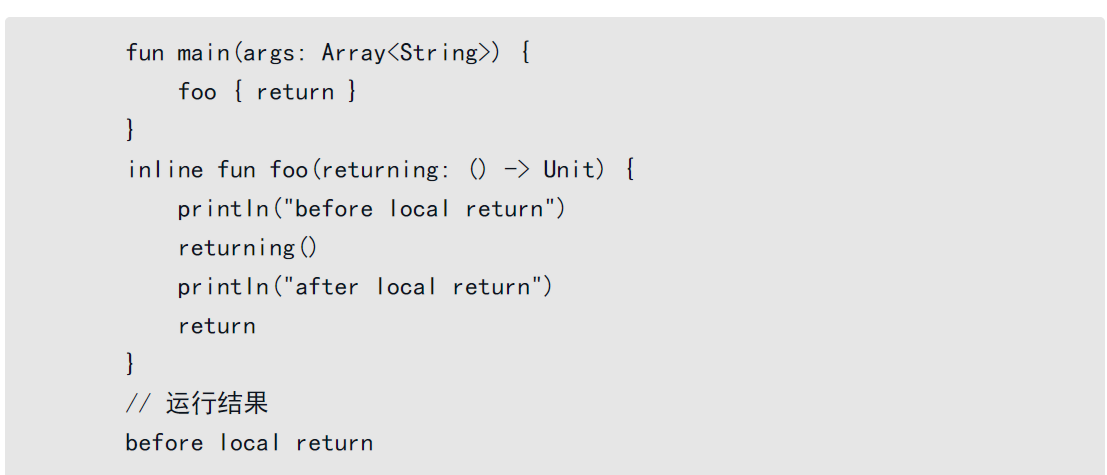 fun main(args: Array<String>) {
    foo { return }
}
inline fun foo(returning: () -> Unit) {
    println("before local return")
    returning()
    println("after local return")
    return
}
// 运行结果
before local return